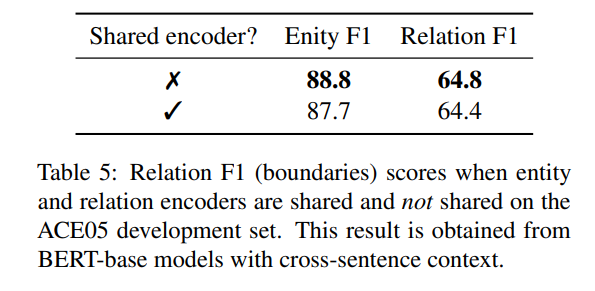 Shared encoder? Enity F1 Relation F1
✗ 88.8 64.8
✓ 87.7 64.4
Table 5: Relation F1 (boundaries) scores when entity
and relation encoders are shared and not shared on the
ACE05 development set. This result is obtained from
BERT-base models with cross-sentence context.